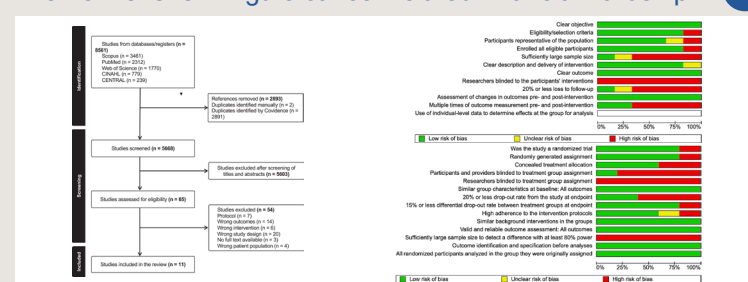 Identification
Studies from databases/registers (n =
8561)
Scopus (n = 3461)
PubMed (n = 2312)
Web of Science (n = 1770)
CINAHL (n = 779)
CENTRAL (n = 239)
References removed (n = 2893)
Duplicates identified manually (n = 2)
Duplicates identified by Covidence (n =
2891)
Screening
Studies screened (n = 5668)
Studies excluded after screening of
titles and abstracts (n = 5603)
Studies assessed for eligibility (n = 65)
Studies excluded (n = 54)
Protocol (n = 7)
Wrong outcomes (n = 14)
Wrong intervention (n = 6)
Wrong study design (n = 20)
No full text available (n = 3)
Wrong patient population (n = 4)
Included
Studies included in the review (n = 11)
Clear objective
Eligibility/selection criteria
Participants representative of the population
Enrolled all eligible participants
Sufficiently large sample size
Clear description and delivery of intervention
Clear outcome
Researchers blinded to the participants' interventions
20% or less loss to follow-up
Assessment of changes in outcomes pre- and post-intervention
Multiple times of outcome measurement pre- and post-intervention
Use of individual-level data to determine effects at the group for analysis
0% 25% 50% 75% 100%
Low risk of bias Unclear risk of bias High risk of bias
Was the study a randomized trial
Randomly generated assignment
Concealed treatment allocation
Participants and providers blinded to treatment group assignment
Researchers blinded to treatment group assignment
Similar group characteristics at baseline: All outcomes
20% or less drop-out rate from the study at endpoint
15% or less differential drop-out rate between treatment groups at endpoint
High adherence to the intervention protocols
Similar background interventions in the groups
Valid and reliable outcome assessment: All outcomes
Sufficiently large sample size to detect a difference with at least 80% power
Outcome identification and specification before analyses
All randomized participants analyzed in the group they were originally assigned
0% 25% 50% 75% 100%
Low risk of bias Unclear risk of bias High risk of bias